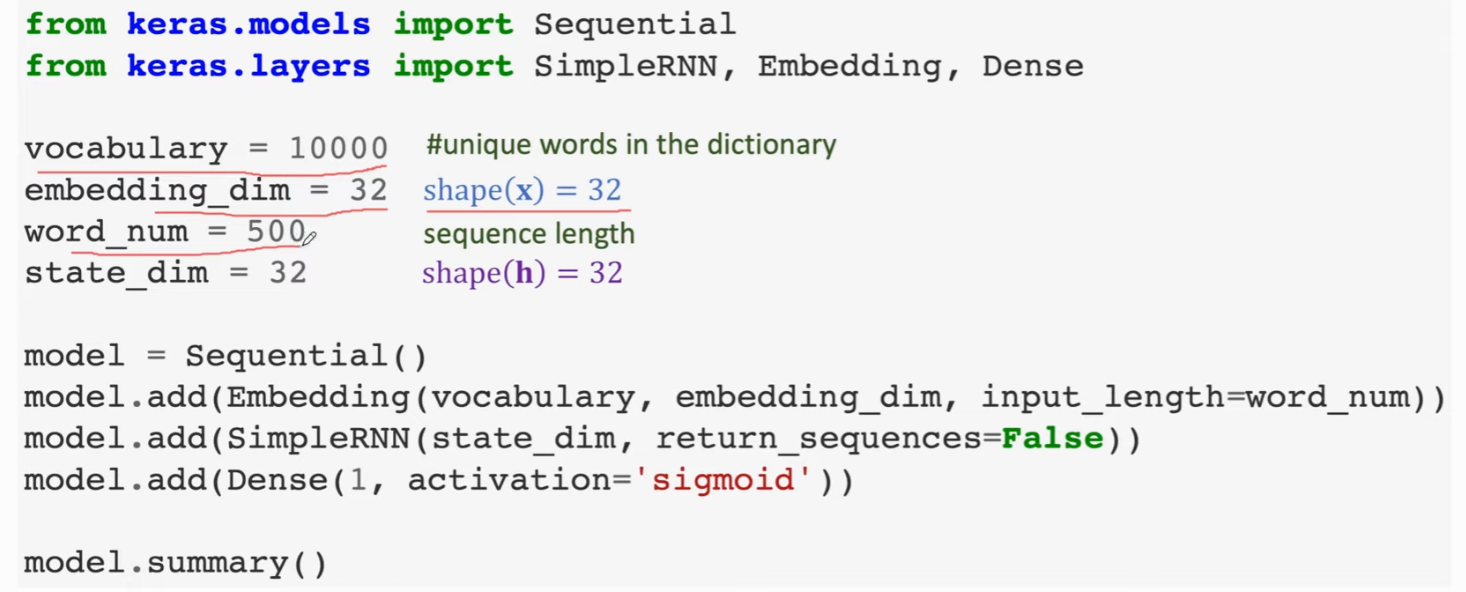 from keras.models import Sequential
from keras.layers import SimpleRNN, Embedding, Dense
vocabulary = 10000 #unique words in the dictionary
embedding_dim = 32 shape(x) = 32
word_num = 500 sequence length
state_dim = 32 shape(h) = 32
model = Sequential()
model.add(Embedding(vocabulary, embedding_dim, input_length=word_num))
model.add(SimpleRNN(state_dim, return_sequences=False))
model.add(Dense(1, activation='sigmoid'))
model.summary()